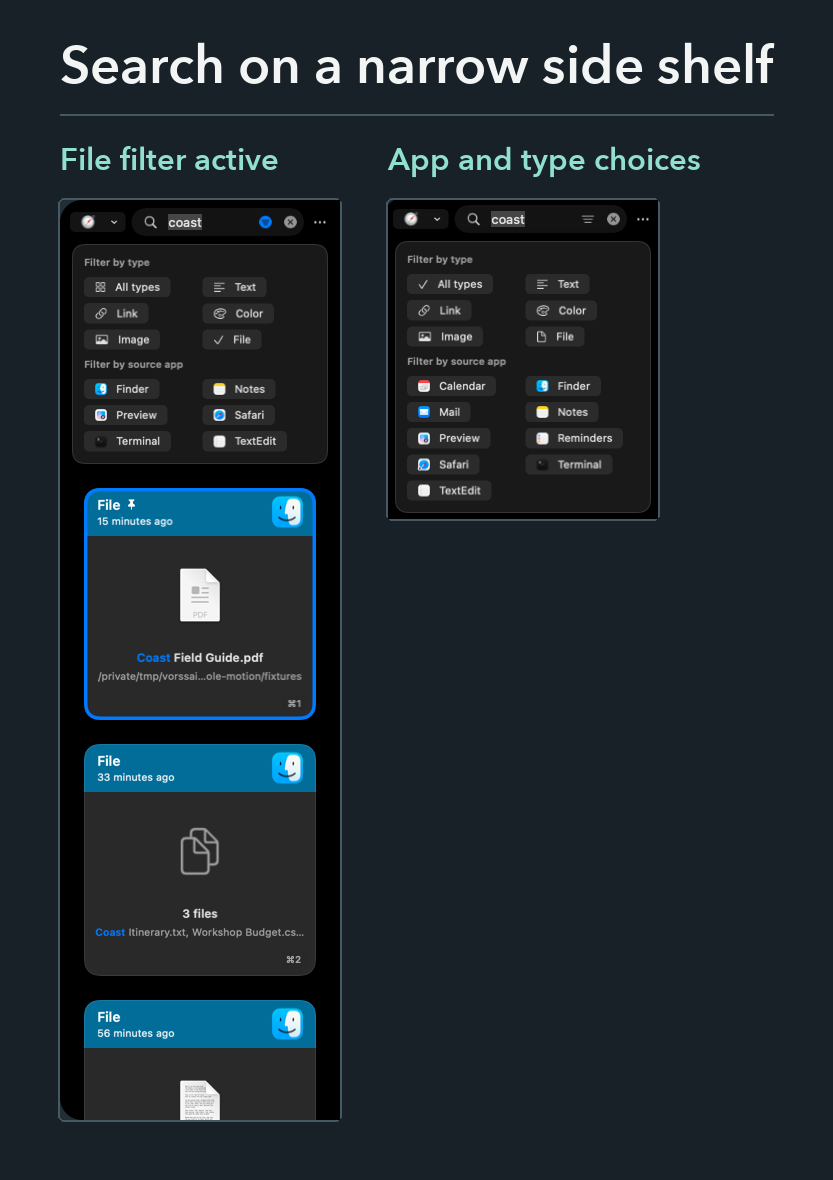 Search on a narrow side shelf
File filter active
coast
Filter by type
All types Text
Link Color
Image File
Filter by source app
Finder Notes
Preview Safari
Terminal TextEdit
File
15 minutes ago
PDF
Coast Field Guide.pdf
/private/tmp/vorssai...ole-motion/fixtures
⌘1
File
33 minutes ago
3 files
Coast Itinerary.txt, Workshop Budget.cs...
⌘2
File
56 minutes ago
App and type choices
coast
Filter by type
All types Text
Link Color
Image File
Filter by source app
Calendar Finder
Mail Notes
Preview Reminders
Safari Terminal
TextEdit